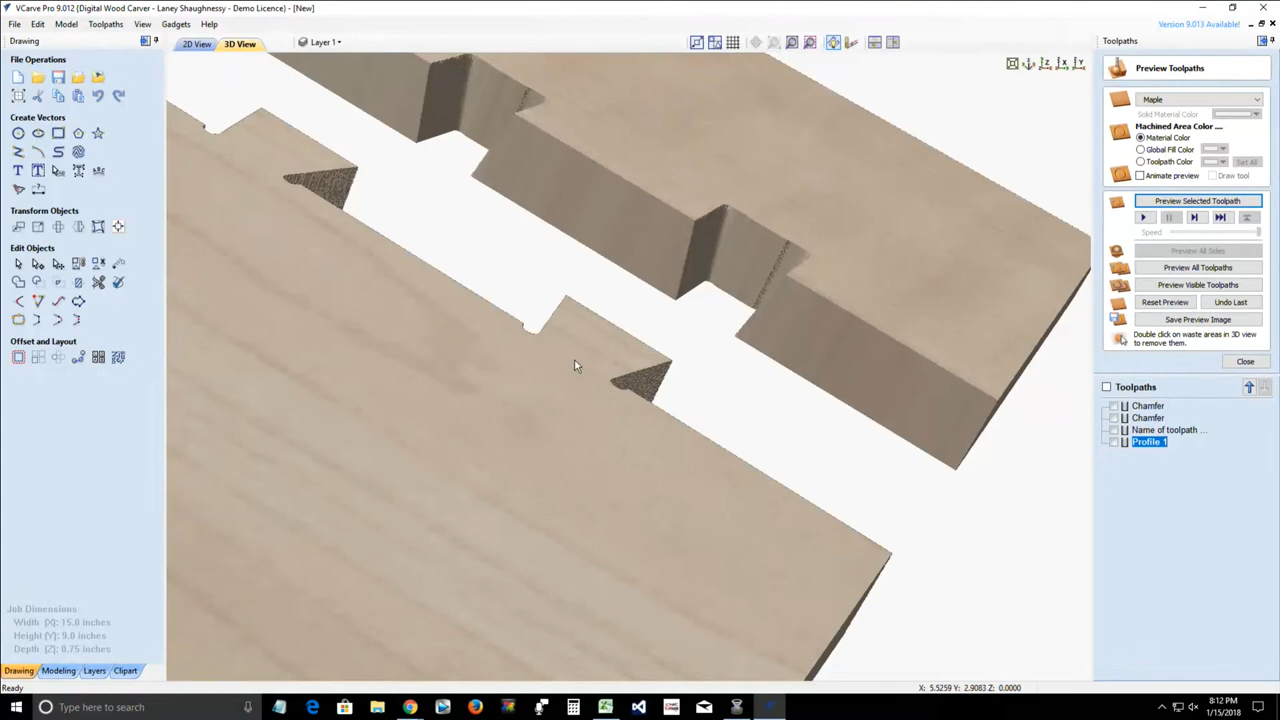 VCarve Pro 9.012 {Digital Wood Carver - Laney Shaughnessy - Demo Licence} - [New]
File Edit Model Toolpaths View Gadgets Help
Version 9.013 Available!
Drawing
2D View 3D View Layer 1
Toolpaths
File Operations
Create Vectors
Transform Objects
Edit Objects
Offset and Layout
Job Dimensions
Width (X): 15.0 inches
Height (Y): 9.0 inches
Depth (Z): 0.75 inches
Drawing Modeling Layers Clipart
Preview Toolpaths
Maple
Solid Material Color
Machined Area Color ....
Material Color
Global Fill Color
Toolpath Color Set All
Animate preview Draw tool
Preview Selected Toolpath
Speed
Preview All Sides
Preview All Toolpaths
Preview Visible Toolpaths
Reset Preview Undo Last
Save Preview Image
Double click on waste areas in 3D view
to remove them.
Close
Toolpaths
Chamfer
Chamfer
Name of toolpath ...
Profile 1
Ready
X: 5.5259 Y: 2.9083 Z: 0.0000
Type here to search
8:12 PM
1/15/2018